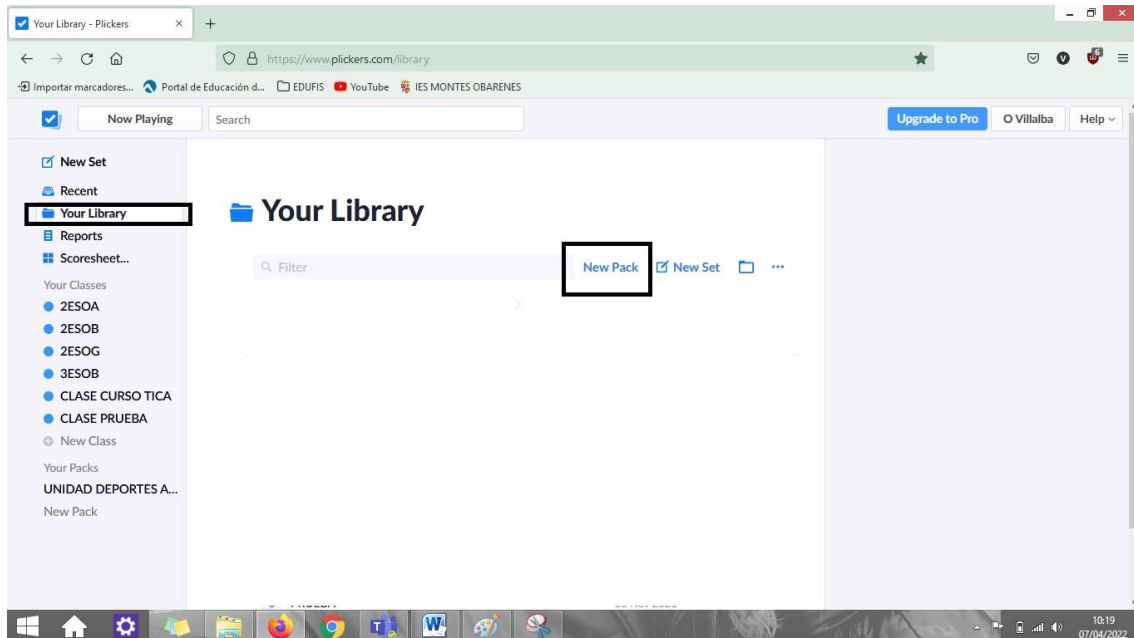 Your Library - Plickers
https://www.plickers.com/library
6
V
Importar marcadores... Portal de Educación d... EDUFIS YouTube IES MONTES OBARENES
Now Playing Search Upgrade to Pro O Villalba Help
New Set
Recent
Your Library
Reports
Scoresheet...
Your Classes
2ESOA
2ESOB
2ESOG
3ESOB
CLASE CURSO TICA
CLASE PRUEBA
New Class
Your Packs
UNIDAD DEPORTES A...
New Pack
Your Library
Filter New Pack New Set ...
10:19
07/04/2022